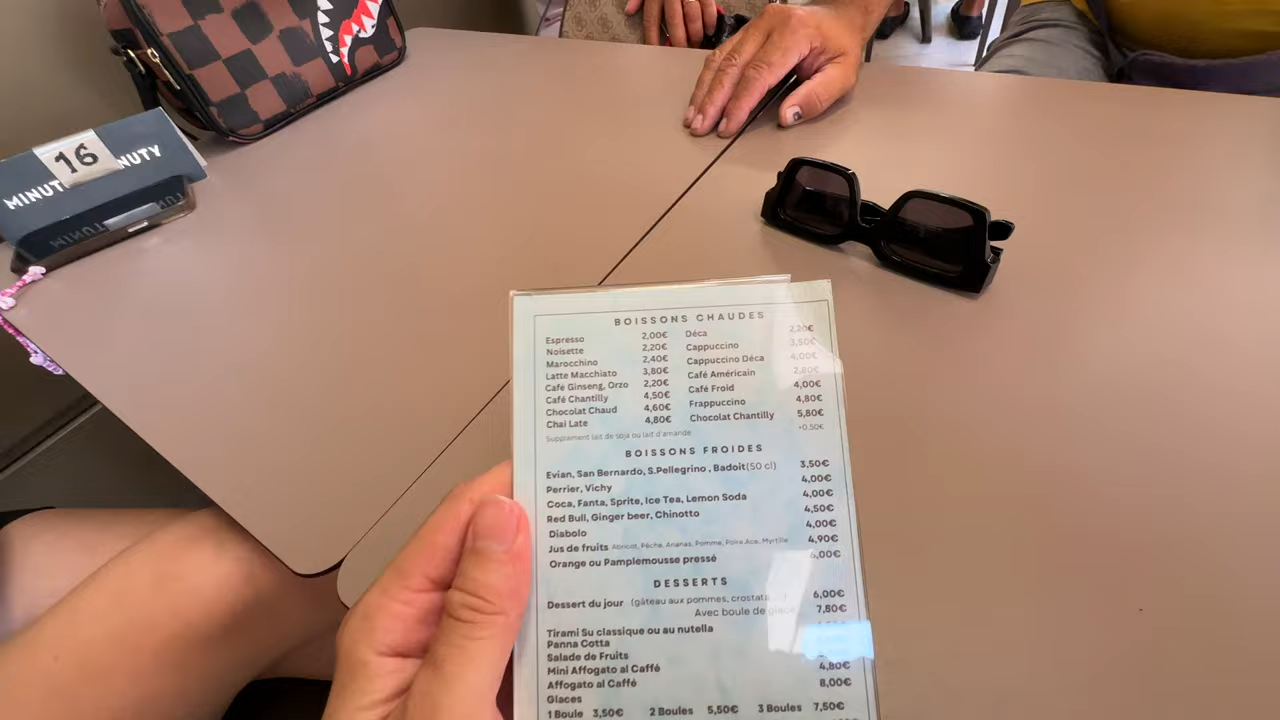 16
MINUTY
BOISSONS CHAUDES
Espresso 2,00€ Déca 2,20€
Noisette 2,20€ Cappuccino 3,50€
Marocchino 2,40€ Cappuccino Déca 4,00€
Latte Macchiato 3,80€ Café Américain 2,80€
Café Ginseng, Orzo 2,20€ Café Froid 4,00€
Café Chantilly 4,50€ Frappuccino 4,80€
Chocolat Chaud 4,60€ Chocolat Chantilly 5,80€
Chai Late 4,80€
Supplément lait de soja ou lait d'amande +0.50€
BOISSONS FROIDES
Evian, San Bernardo, S.Pellegrino , Badoit(50 cl) 3,50€
Perrier, Vichy 4,00€
Coca, Fanta, Sprite, Ice Tea, Lemon Soda 4,00€
Red Bull, Ginger beer, Chinotto 4,50€
Diabolo 4,00€
Jus de fruits Abricot, Pêche, Ananas, Pomme, Poire, Ace, Myrtille 4,90€
Orange ou Pamplemousse pressé 6,00€
DESSERTS
Dessert du jour (gâteau aux pommes, crostata 6,00€
Avec boule de glace 7,80€
Tirami Su classique ou au nutella
Panna Cotta
Salade de Fruits
Mini Affogato al Caffé 4,80€
Affogato al Caffé 8,00€
Glaces
1 Boule 3,50€ 2 Boules 5,50€ 3 Boules 7,50€